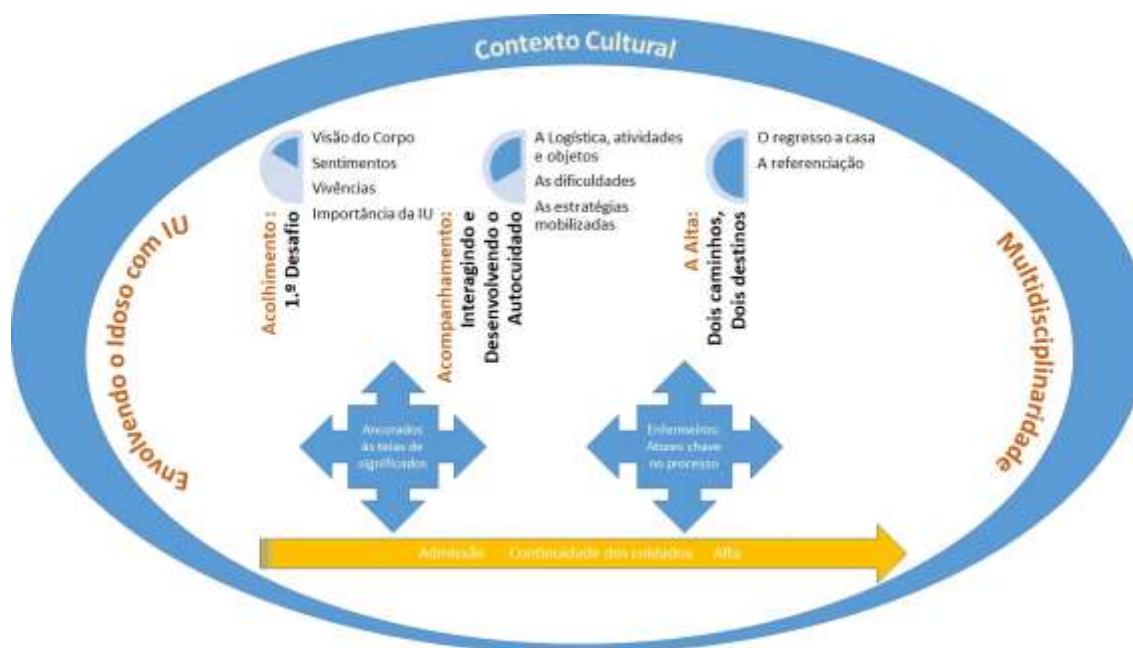 Contexto Cultural
Envolvendo o Idoso com IU
Multidisciplinaridade
Acolhimento :
1.º Desafio
Visão do Corpo
Sentimentos
Vivências
Importância da IU
Acompanhamento:
Interagindo e
Desenvolvendo o
Autocuidado
A Logística, atividades
e objetos
As dificuldades
As estratégias
mobilizadas
A Alta:
Dois caminhos,
Dois destinos
O regresso a casa
A referenciação
Ancorados
às teias de
significados
Enfermeiros:
Atores chave
no processo
Admissão Continuidade dos cuidados Alta